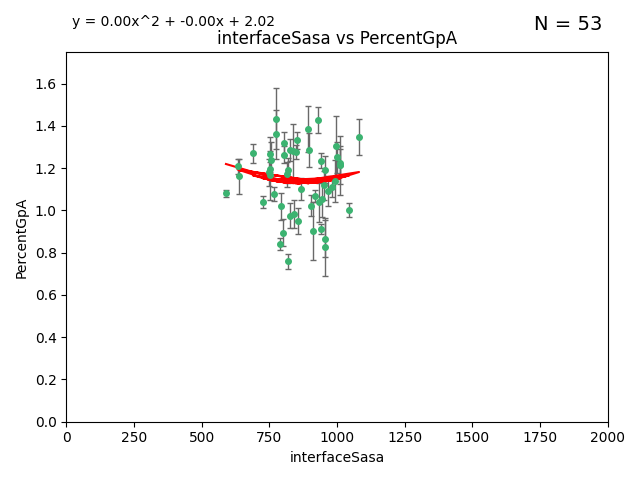 y = 0.00x^2 + -0.00x + 2.02
N = 53
interfaceSasa vs PercentGpA
PercentGpA
1.6
1.4
1.2
1.0
0.8
0.6
0.4
0.2
0.0
0 250 500 750 1000 1250 1500 1750 2000
interfaceSasa